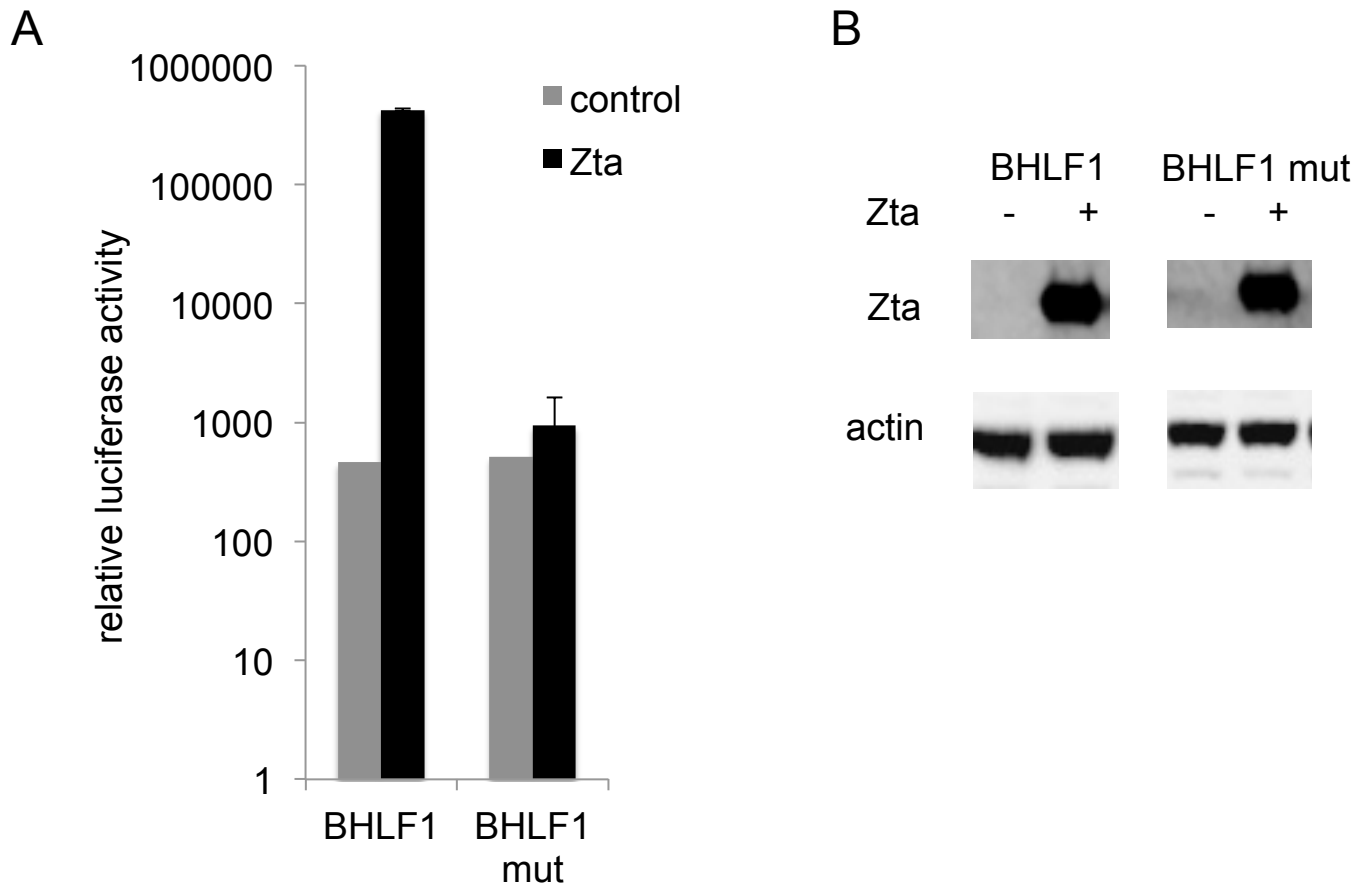 A
relative luciferase activity
1000000
100000
10000
1000
100
10
1
control
Zta
BHLF1
BHLF1
mut
B
BHLF1 BHLF1 mut
Zta - + - +
Zta
actin